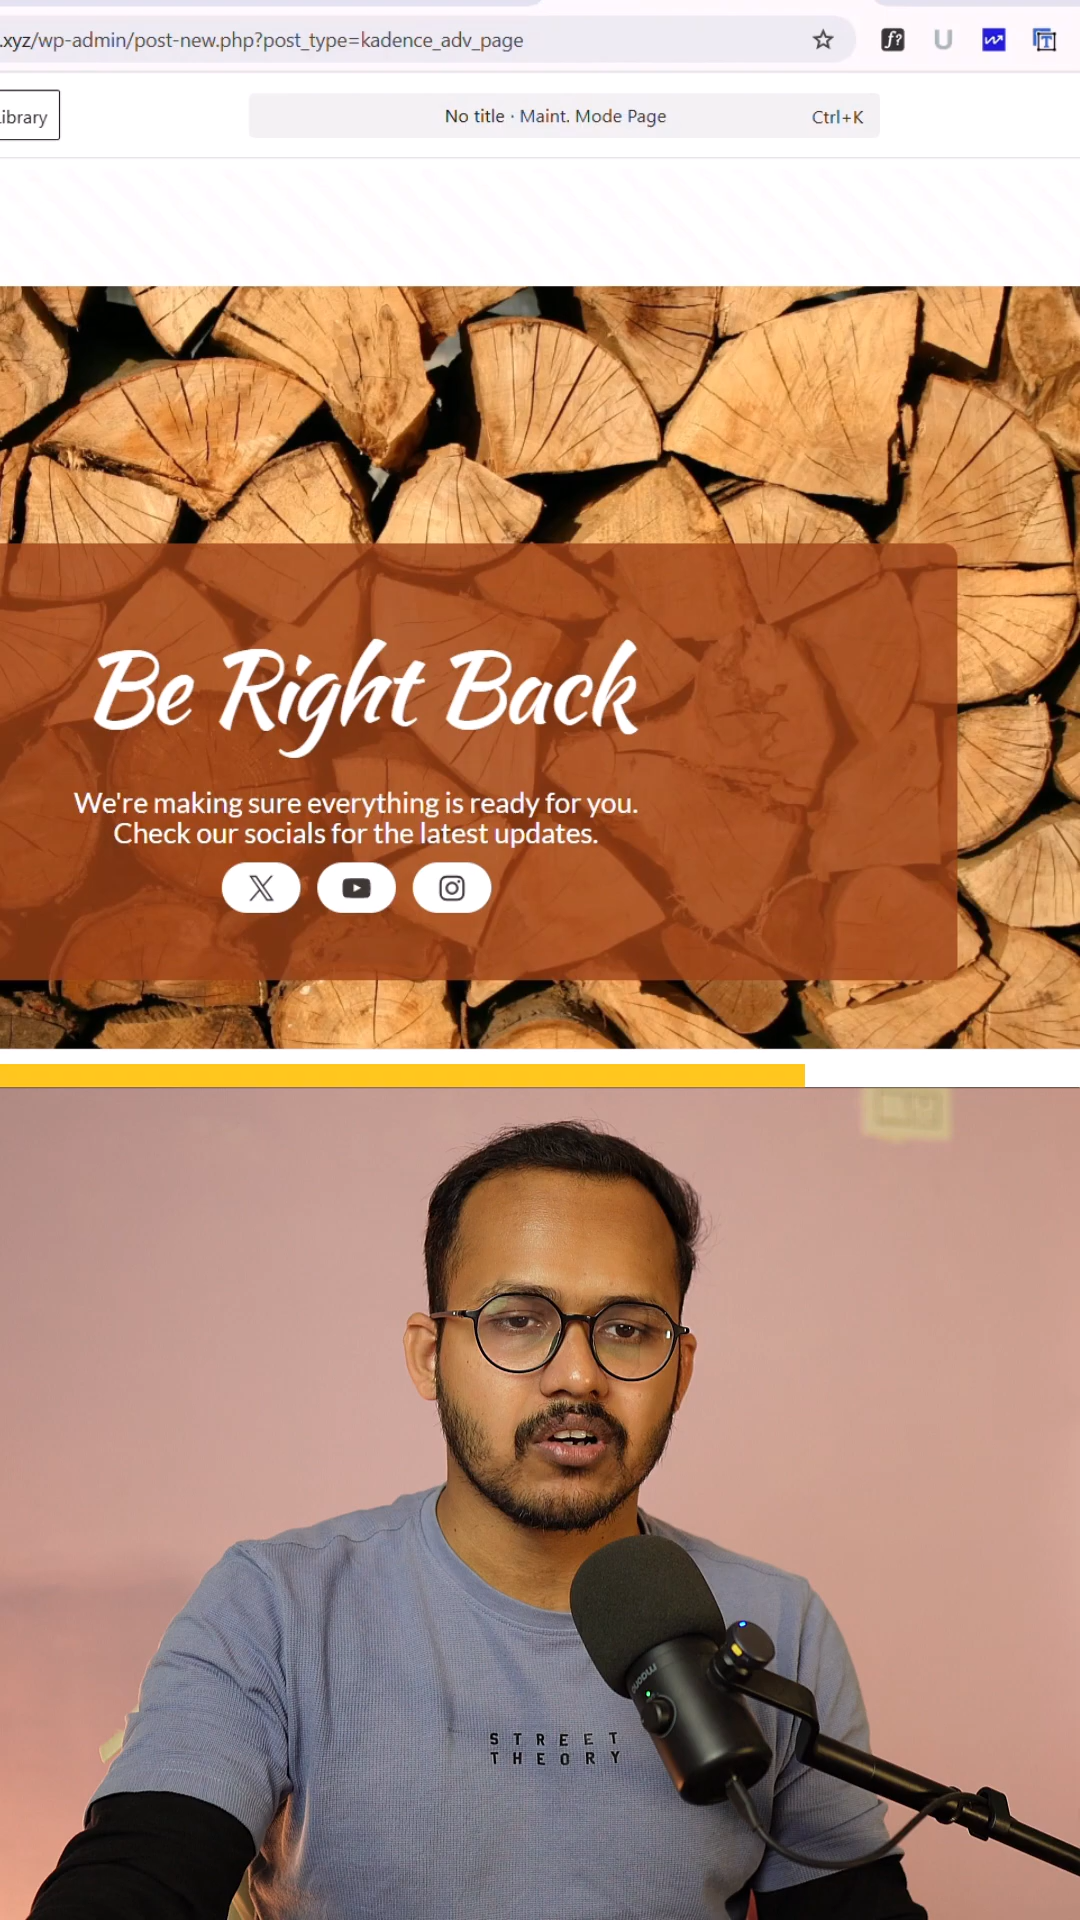 .xyz/wp-admin/post-new.php?post_type=kadence_adv_page
f?
U
T
ibrary
No title · Maint. Mode Page
Ctrl+K
Be Right Back
We're making sure everything is ready for you.
Check our socials for the latest updates.
maono
STREET
THEORY